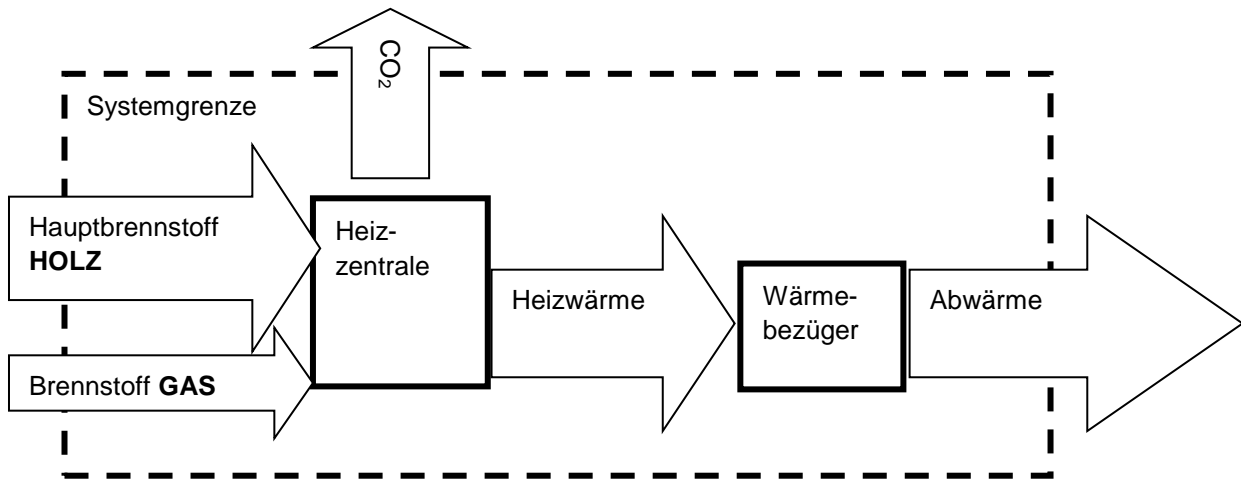 CO₂
Systemgrenze
Hauptbrennstoff
HOLZ
Brennstoff GAS
Heiz-
zentrale
Heizwärme
Wärme-
bezüger
Abwärme